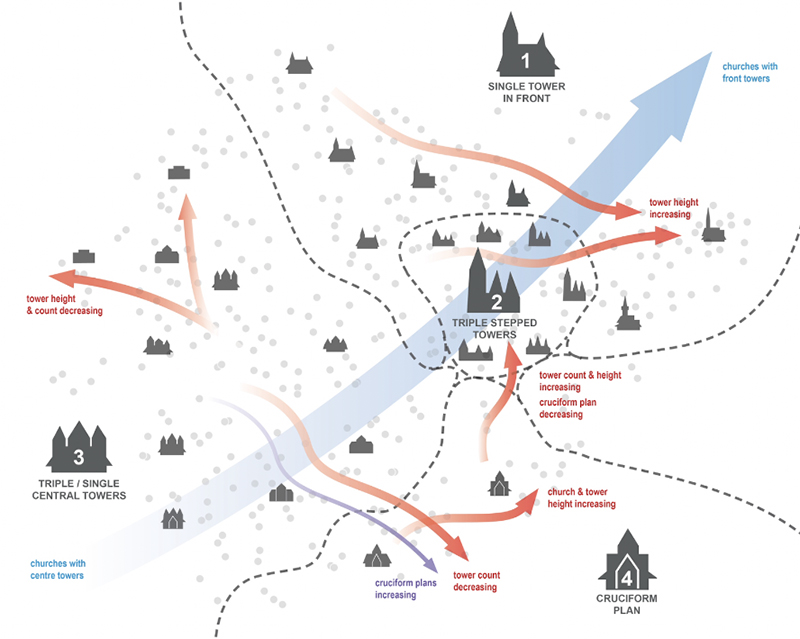 1
SINGLE TOWER
IN FRONT
churches with
front towers
tower height
increasing
2
TRIPLE STEPPED
TOWERS
tower height
& count decreasing
tower count & height
increasing
cruciform plan
decreasing
3
TRIPLE / SINGLE
CENTRAL TOWERS
church & tower
height increasing
churches with
centre towers
cruciform plans
increasing
tower count
decreasing
4
CRUCIFORM
PLAN